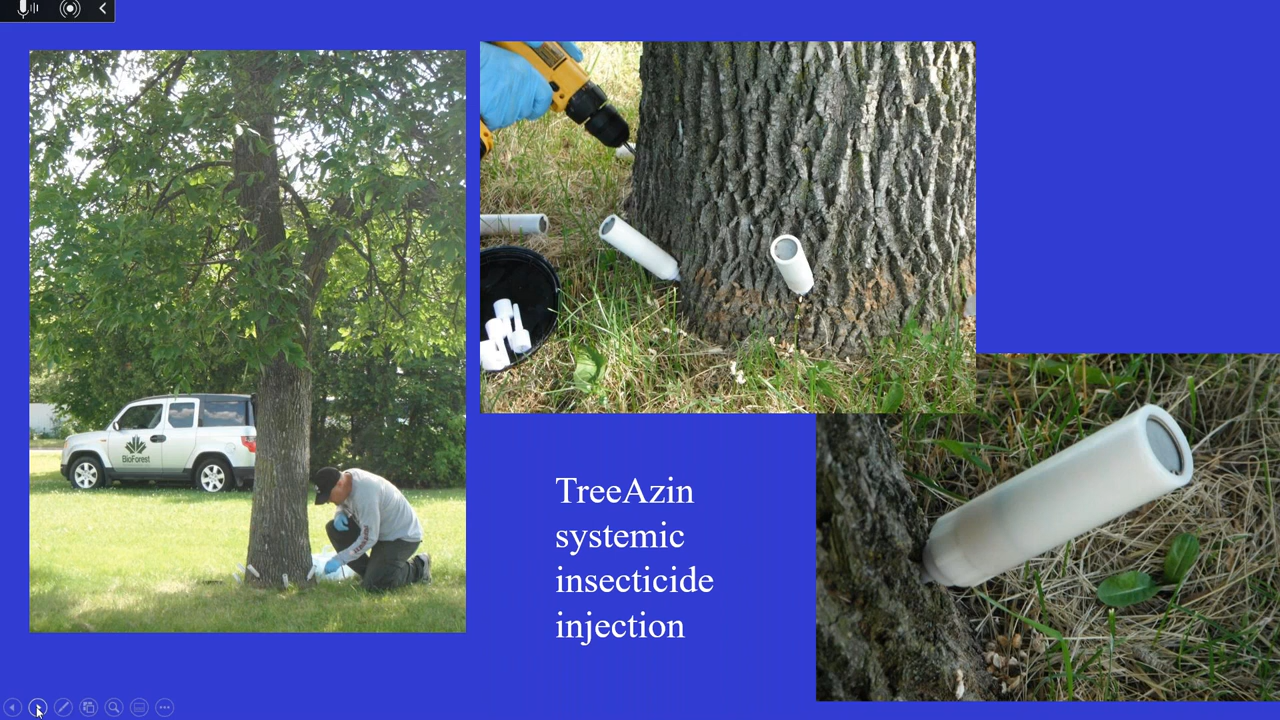 BioForest
TreeAzin
systemic
insecticide
injection